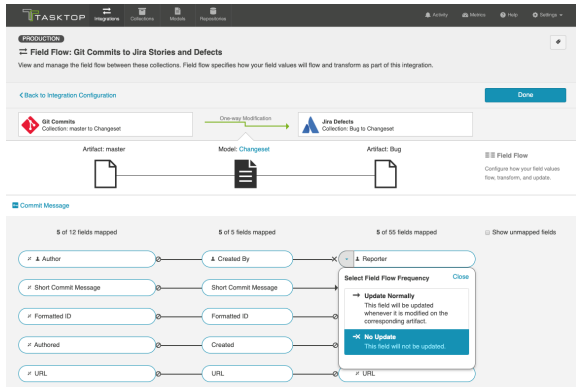 TASKTOP
Integrations
Collections
Models
Repositories
Activity
Metrics
Help
Settings
PRODUCTION
Field Flow: Git Commits to Jira Stories and Defects
View and manage the field flow between these collections. Field flow specifies how your field values will flow and transform as part of this integration.
Back to Integration Configuration
Done
Git Commits
Collection: master to Changeset
One-way Modification
Jira Defects
Collection: Bug to Changeset
Artifact: master
Model: Changeset
Artifact: Bug
Field Flow
Configure how your field values
flow, transform, and update.
Commit Message
5 of 12 fields mapped
5 of 5 fields mapped
5 of 55 fields mapped
Show unmapped fields
Author
Created By
Reporter
Select Field Flow Frequency
Close
Short Commit Message
Short Commit Message
Update Normally
This field will be updated
whenever it is modified on the
corresponding artifact.
Formatted ID
Formatted ID
No Update
This field will not be updated.
Authored
Created
URL
URL
URL